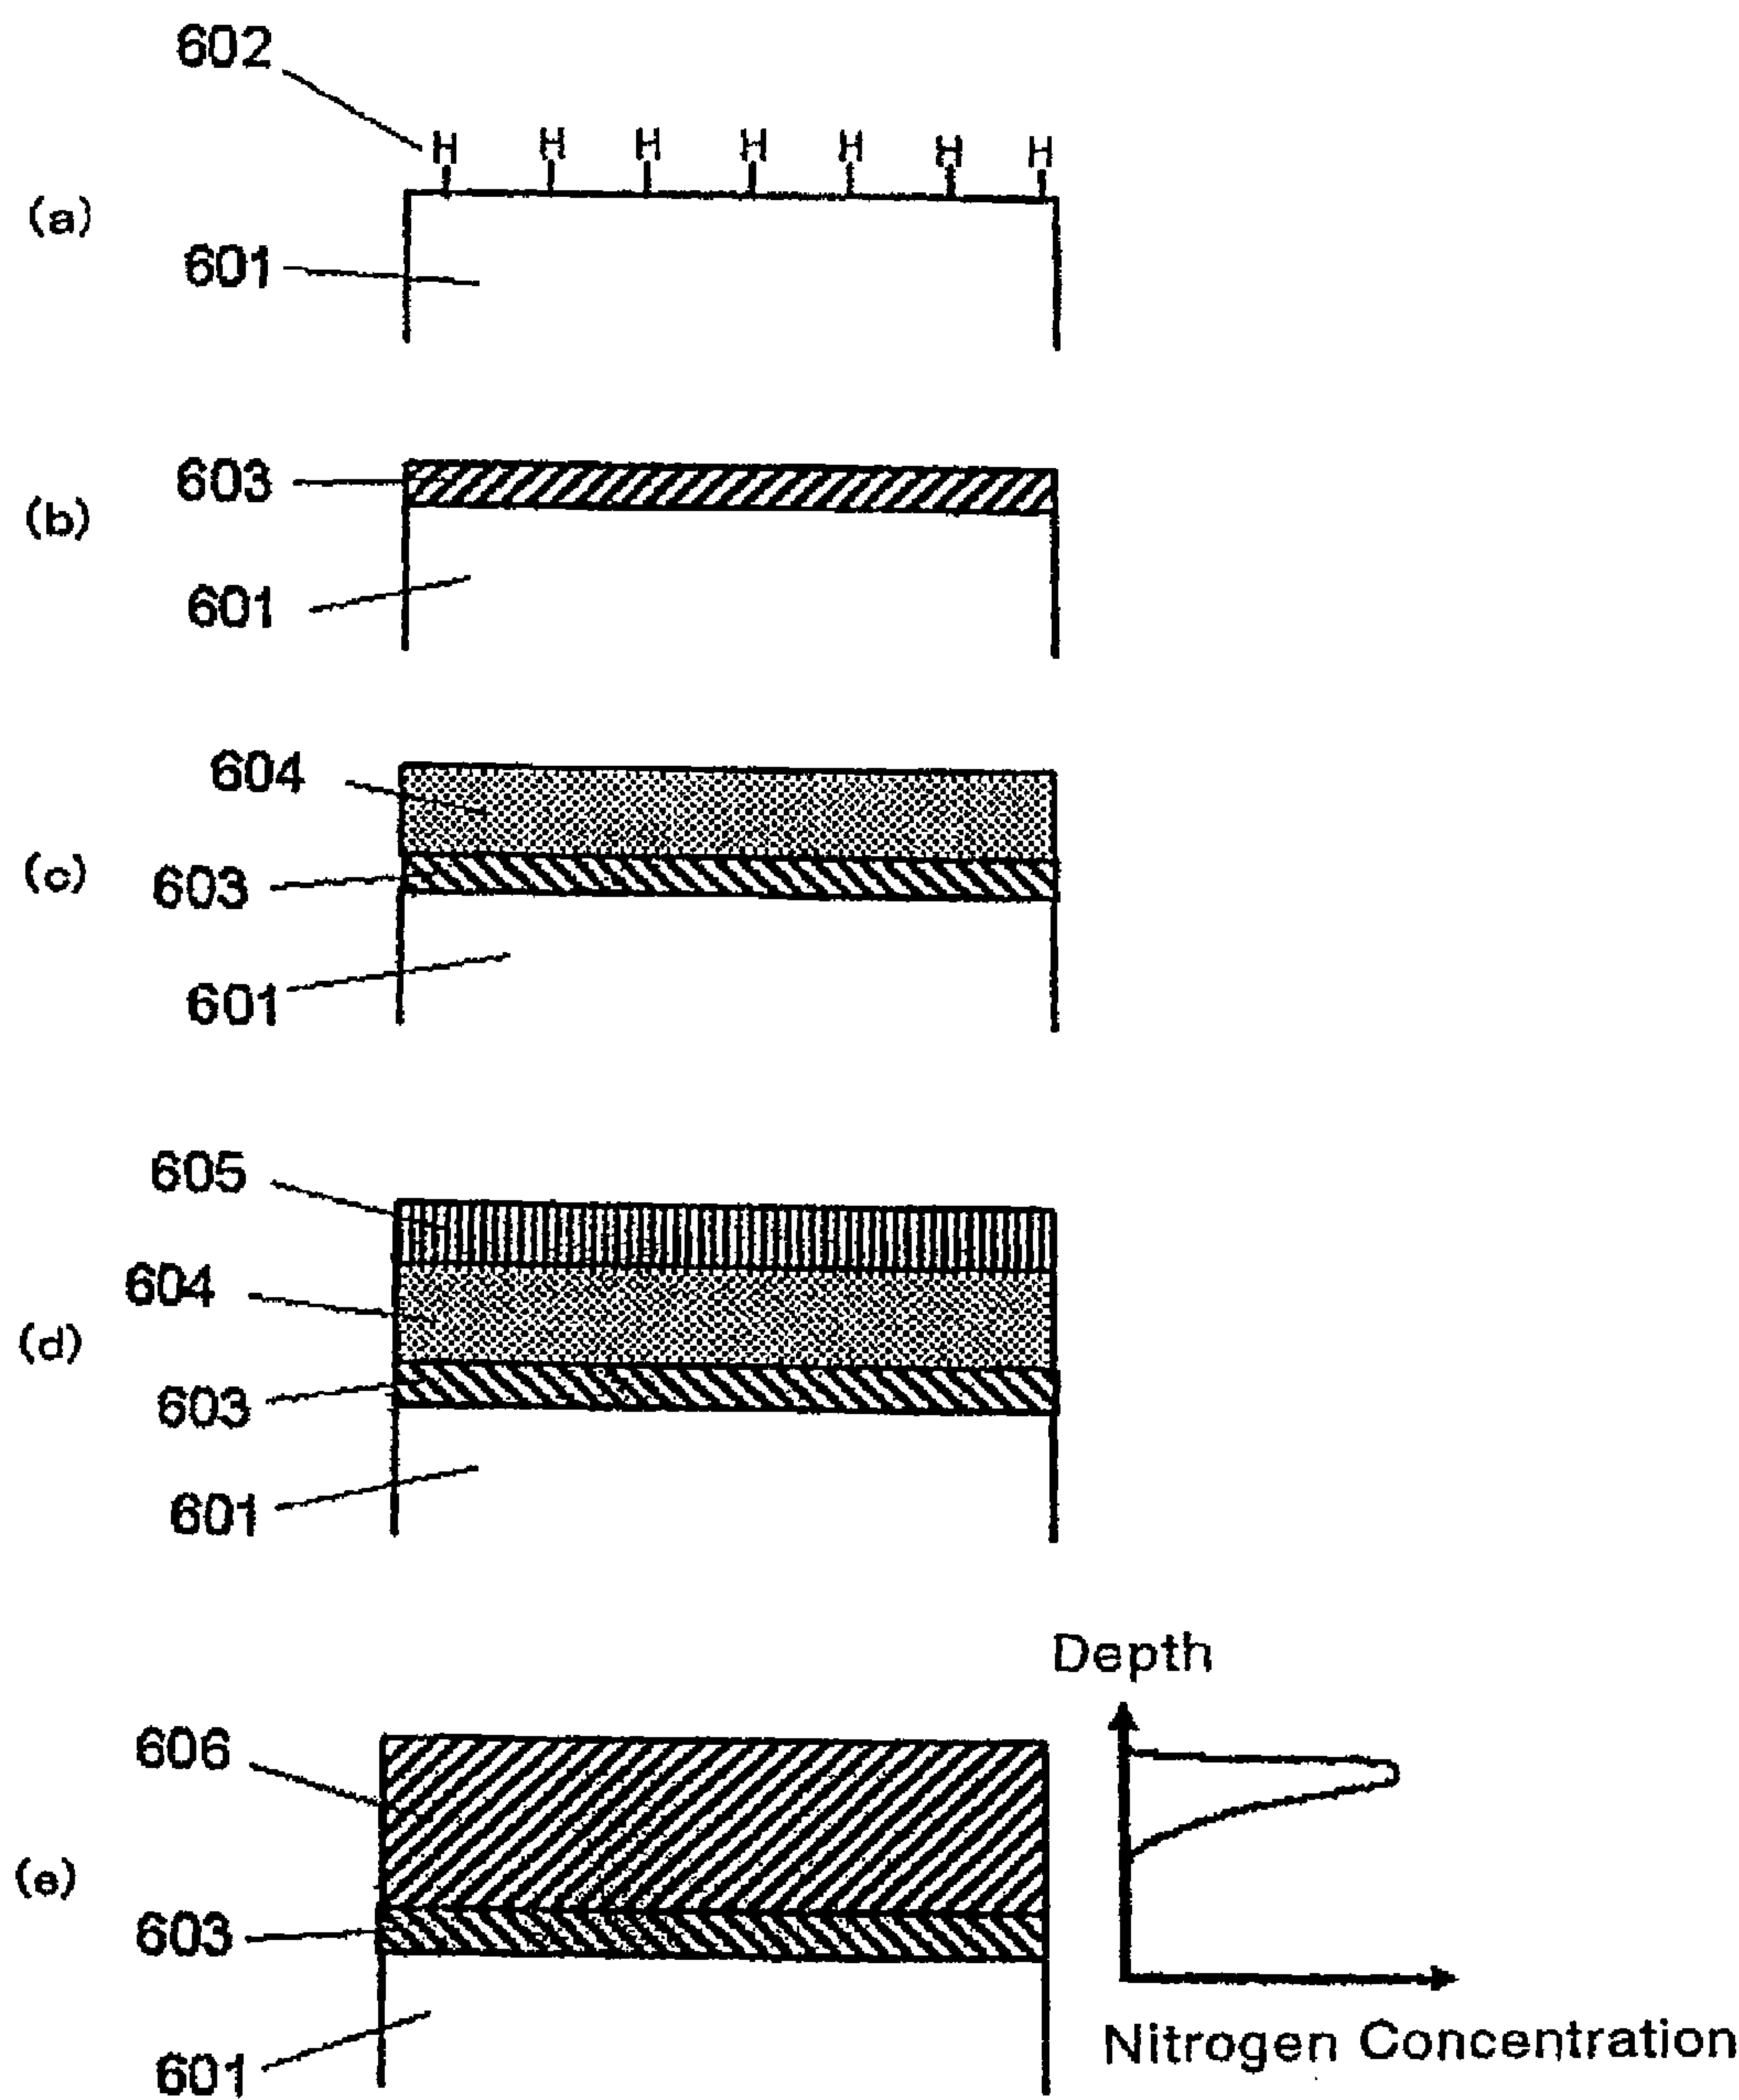 602
H H H H H H H
(a)
601
603
(b)
601
604
(c)
603
601
605
604
(d)
603
601
Depth
606
(e)
603
601
Nitrogen Concentration